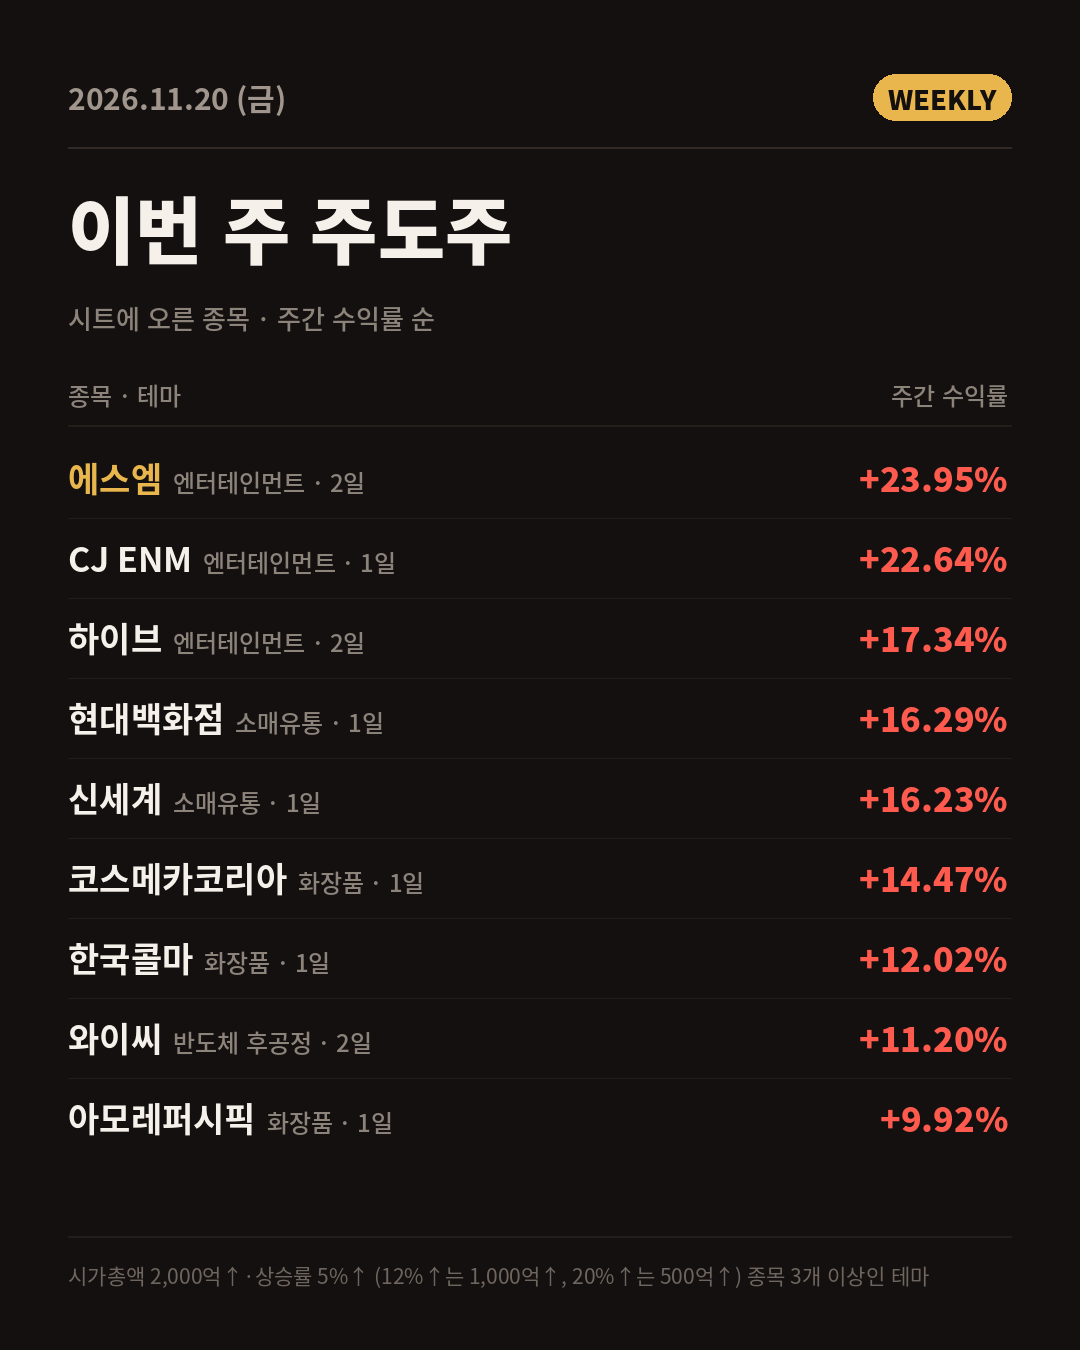 2026.11.20 (금) WEEKLY
이번 주 주도주
시트에 오른 종목 · 주간 수익률 순
종목 · 테마 주간 수익률
에스엠 엔터테인먼트 · 2일 +23.95%
CJ ENM 엔터테인먼트 · 1일 +22.64%
하이브 엔터테인먼트 · 2일 +17.34%
현대백화점 소매유통 · 1일 +16.29%
신세계 소매유통 · 1일 +16.23%
코스메카코리아 화장품 · 1일 +14.47%
한국콜마 화장품 · 1일 +12.02%
와이씨 반도체 후공정 · 2일 +11.20%
아모레퍼시픽 화장품 · 1일 +9.92%
시가총액 2,000억↑·상승률 5%↑ (12%↑는 1,000억↑, 20%↑는 500억↑) 종목 3개 이상인 테마